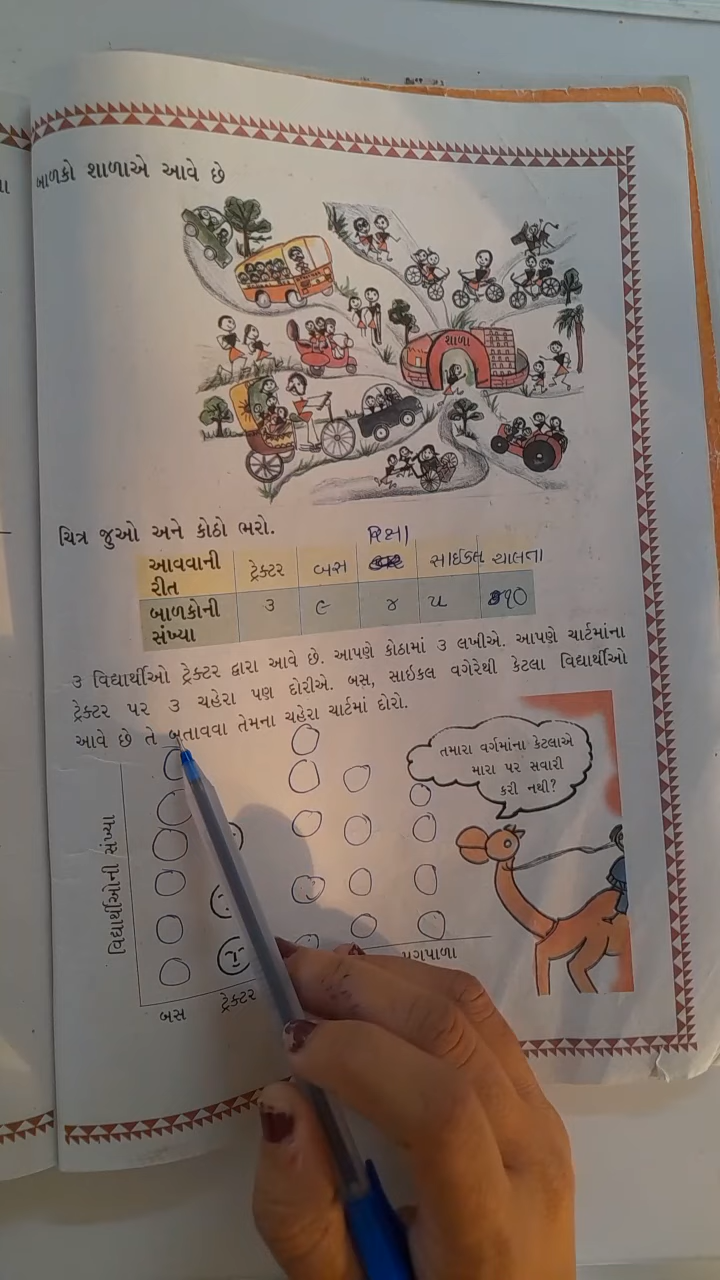 બાળકો શાળાએ આવે છે
શાળા
ચિત્ર જુઓ અને કોઠો ભરો.
રિક્ષા
આવવાની રીત ટ્રેક્ટર બસ સાઈકલ ચાલતા
બાળકોની સંખ્યા ૩ ૯ ૪ ૫ ૧૦
૩ વિદ્યાર્થીઓ ટ્રેક્ટર દ્વારા આવે છે. આપણે કોઠામાં ૩ લખીએ. આપણે ચાર્ટમાંના
ટ્રેક્ટર પર ૩ ચહેરા પણ દોરીએ. બસ, સાઇકલ વગેરેથી કેટલા વિદ્યાર્થીઓ
આવે છે તે બતાવવા તેમના ચહેરા ચાર્ટમાં દોરો.
તમારા વર્ગમાંના કેટલાએ
મારા પર સવારી
કરી નથી?
વિદ્યાર્થીઓની સંખ્યા
બસ ટ્રેક્ટર પગપાળા